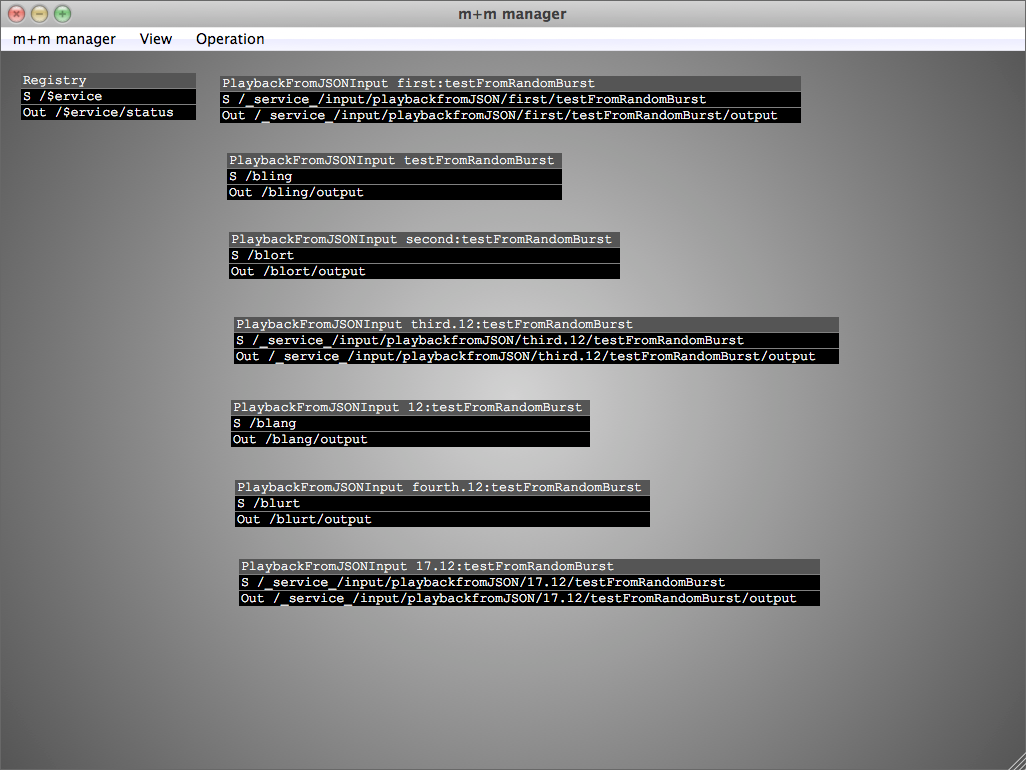 m+m manager
m+m manager View Operation
Registry
S /$ervice
Out /$ervice/status
PlaybackFromJSONInput first:testFromRandomBurst
S /_service_/input/playbackfromJSON/first/testFromRandomBurst
Out /_service_/input/playbackfromJSON/first/testFromRandomBurst/output
PlaybackFromJSONInput testFromRandomBurst
S /bling
Out /bling/output
PlaybackFromJSONInput second:testFromRandomBurst
S /blort
Out /blort/output
PlaybackFromJSONInput third.12:testFromRandomBurst
S /_service_/input/playbackfromJSON/third.12/testFromRandomBurst
Out /_service_/input/playbackfromJSON/third.12/testFromRandomBurst/output
PlaybackFromJSONInput 12:testFromRandomBurst
S /blang
Out /blang/output
PlaybackFromJSONInput fourth.12:testFromRandomBurst
S /blurt
Out /blurt/output
PlaybackFromJSONInput 17.12:testFromRandomBurst
S /_service_/input/playbackfromJSON/17.12/testFromRandomBurst
Out /_service_/input/playbackfromJSON/17.12/testFromRandomBurst/output